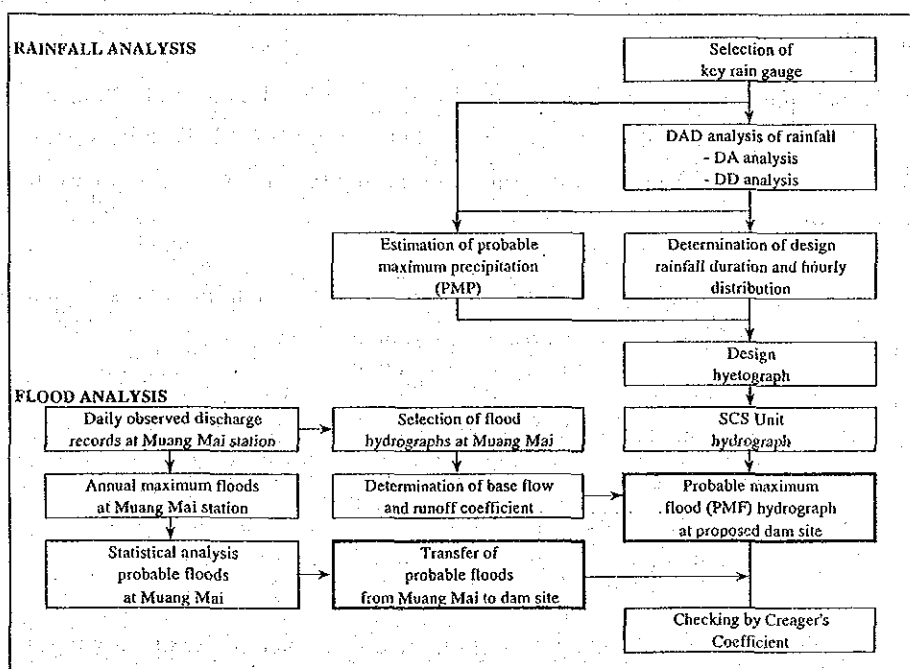 RAINFALL ANALYSIS
Selection of
key rain gauge
DAD analysis of rainfall
- DA analysis
- DD analysis
Estimation of probable
maximum precipitation
(PMP)
Determination of design
rainfall duration and hourly
distribution
Design
hyetograph
FLOOD ANALYSIS
Daily observed discharge
records at Muang Mai station
Selection of flood
hydrographs at Muang Mai
SCS Unit
hydrograph
Annual maximum floods
at Muang Mai station
Determination of base flow
and runoff coefficient
Probable maximum
flood (PMF) hydrograph
at proposed dam site
Statistical analysis
probable floods
at Muang Mai
Transfer of
probable floods
from Muang Mai to dam site
Checking by Creager's
Coefficient